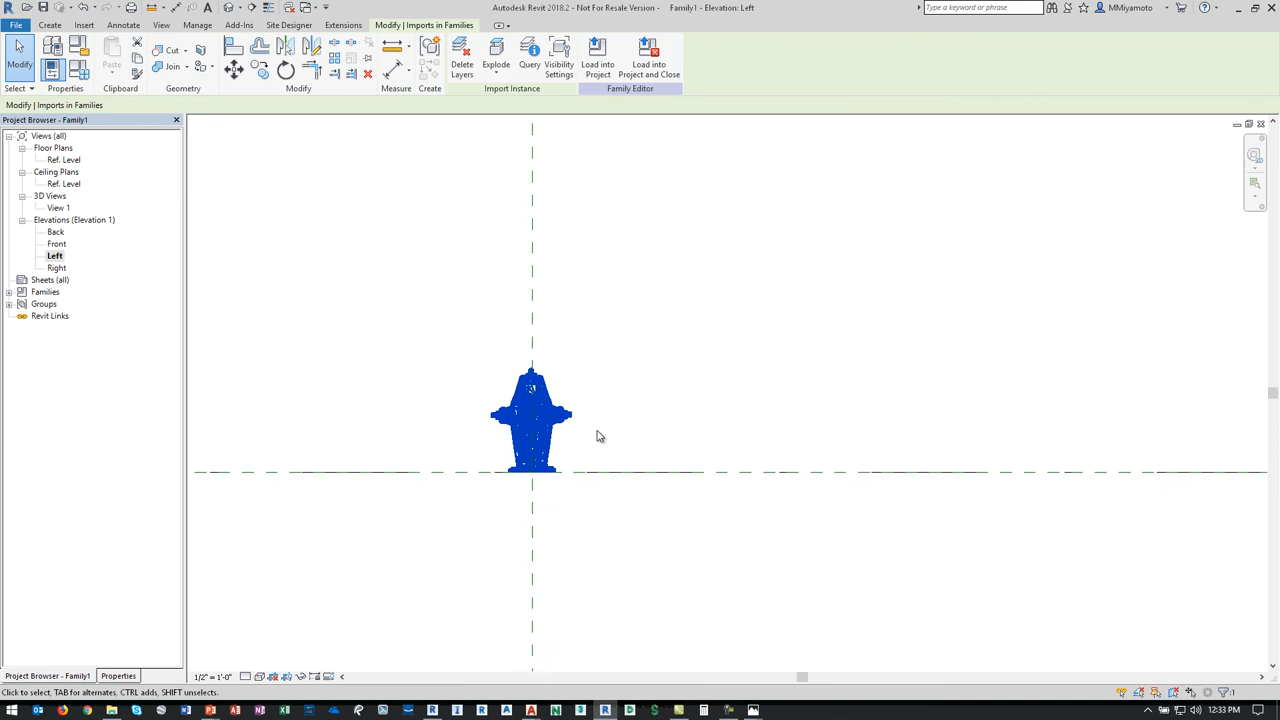 Autodesk Revit 2018.2 - Not For Resale Version - Family1 - Elevation: Left
Type a keyword or phrase
MMiyamoto
File Create Insert Annotate View Manage Add-Ins Site Designer Extensions Modify | Imports in Families
Modify
Paste
Cut
Join
Delete Layers
Explode
Query
Visibility Settings
Load into Project
Load into Project and Close
Select Properties Clipboard Geometry Modify Measure Create Import Instance Family Editor
Modify | Imports in Families
Project Browser - Family1
Views (all)
Floor Plans
Ref. Level
Ceiling Plans
Ref. Level
3D Views
View 1
Elevations (Elevation 1)
Back
Front
Left
Right
Sheets (all)
Families
Groups
Revit Links
Project Browser - Family1 Properties
1/2" = 1'-0"
Click to select, TAB for alternates, CTRL adds, SHIFT unselects.
:1
12:33 PM